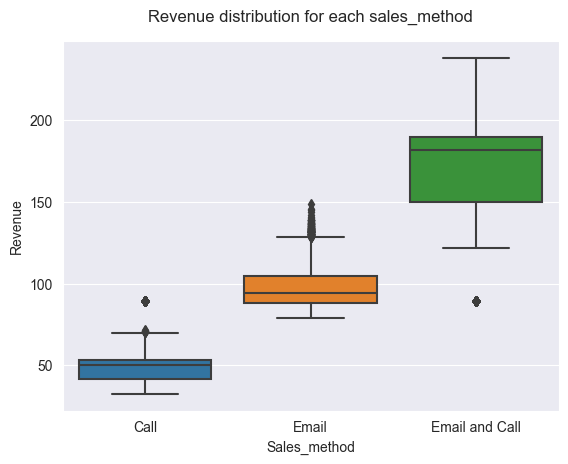 Revenue distribution for each sales_method
200
150
100
50
Revenue
Call
Email
Email and Call
Sales_method